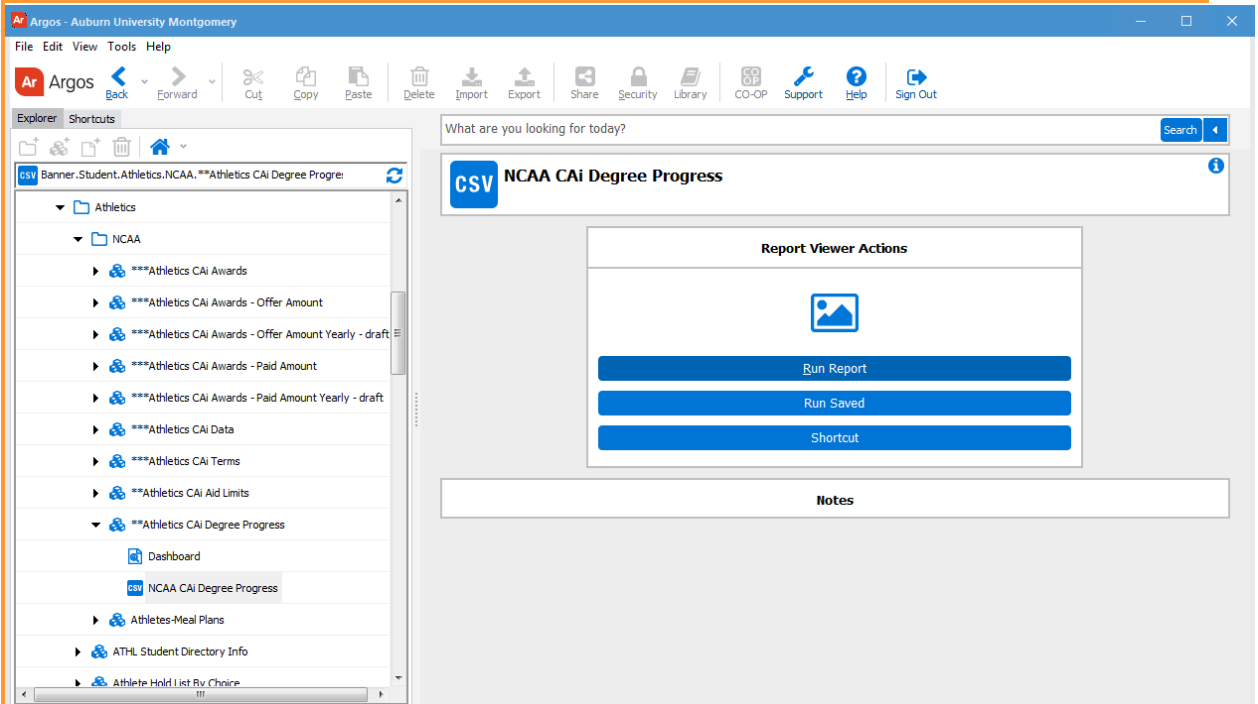 Ar Argos - Auburn University Montgomery
File Edit View Tools Help
Ar Argos Back Forward Cut Copy Paste Delete Import Export Share Security Library CO-OP Support Help Sign Out
Explorer Shortcuts
What are you looking for today? Search
CSV Banner.Student.Athletics.NCAA.**Athletics CAi Degree Progre:
CSV NCAA CAi Degree Progress
Athletics
NCAA
***Athletics CAi Awards
***Athletics CAi Awards - Offer Amount
***Athletics CAi Awards - Offer Amount Yearly - draft
***Athletics CAi Awards - Paid Amount
***Athletics CAi Awards - Paid Amount Yearly - draft
***Athletics CAi Data
***Athletics CAi Terms
**Athletics CAi Aid Limits
**Athletics CAi Degree Progress
Dashboard
CSV NCAA CAi Degree Progress
Athletes-Meal Plans
ATHL Student Directory Info
Athlete Hold List By Choice
Report Viewer Actions
Run Report
Run Saved
Shortcut
Notes